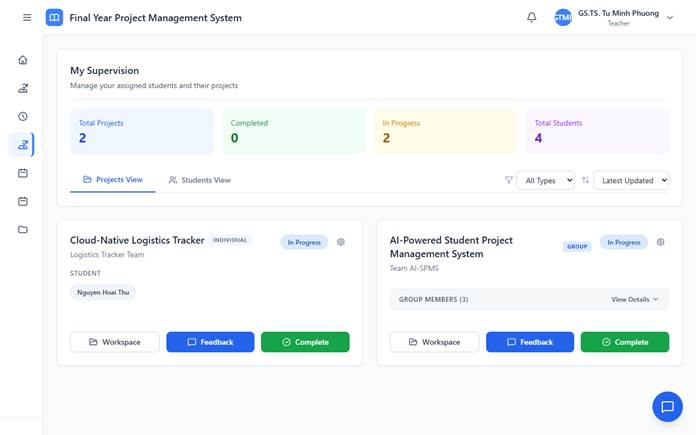 Final Year Project Management System
GTMP
GS.TS. Tu Minh Phuong
Teacher
My Supervision
Manage your assigned students and their projects
Total Projects
2
Completed
0
In Progress
2
Total Students
4
Projects View
Students View
All Types
Latest Updated
Cloud-Native Logistics Tracker
INDIVIDUAL
In Progress
Logistics Tracker Team
STUDENT
Nguyen Hoai Thu
Workspace
Feedback
Complete
AI-Powered Student Project
Management System
GROUP
In Progress
Team AI-SPMS
GROUP MEMBERS (3)
View Details
Workspace
Feedback
Complete